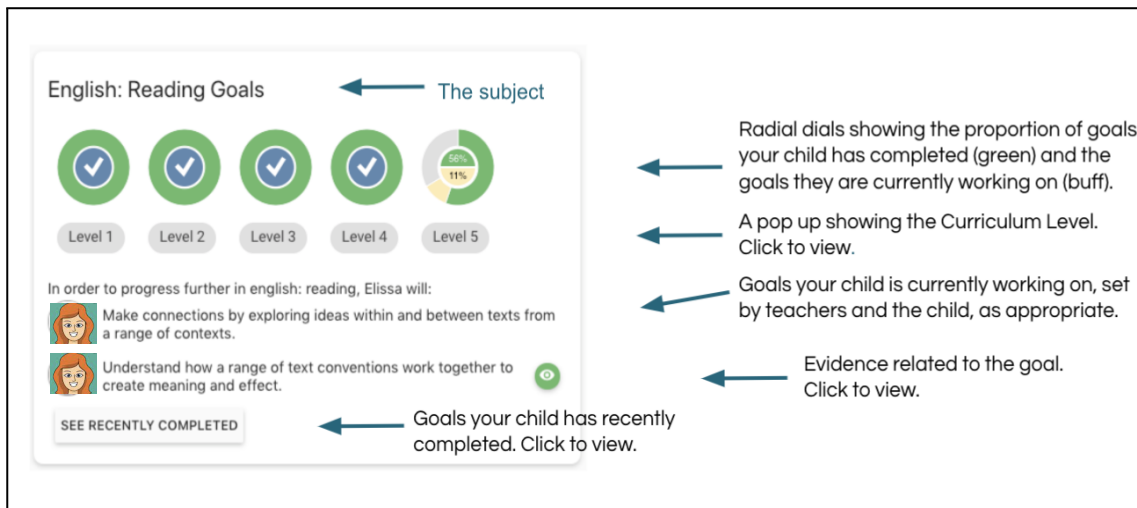 English: Reading Goals
The subject
56%
11%
Radial dials showing the proportion of goals
your child has completed (green) and the
goals they are currently working on (buff).
Level 1
Level 2
Level 3
Level 4
Level 5
A pop up showing the Curriculum Level.
Click to view.
In order to progress further in english: reading, Elissa will:
Goals your child is currently working on, set
by teachers and the child, as appropriate.
Make connections by exploring ideas within and between texts from
a range of contexts.
Understand how a range of text conventions work together to
create meaning and effect.
Evidence related to the goal.
Click to view.
SEE RECENTLY COMPLETED
Goals your child has recently
completed. Click to view.